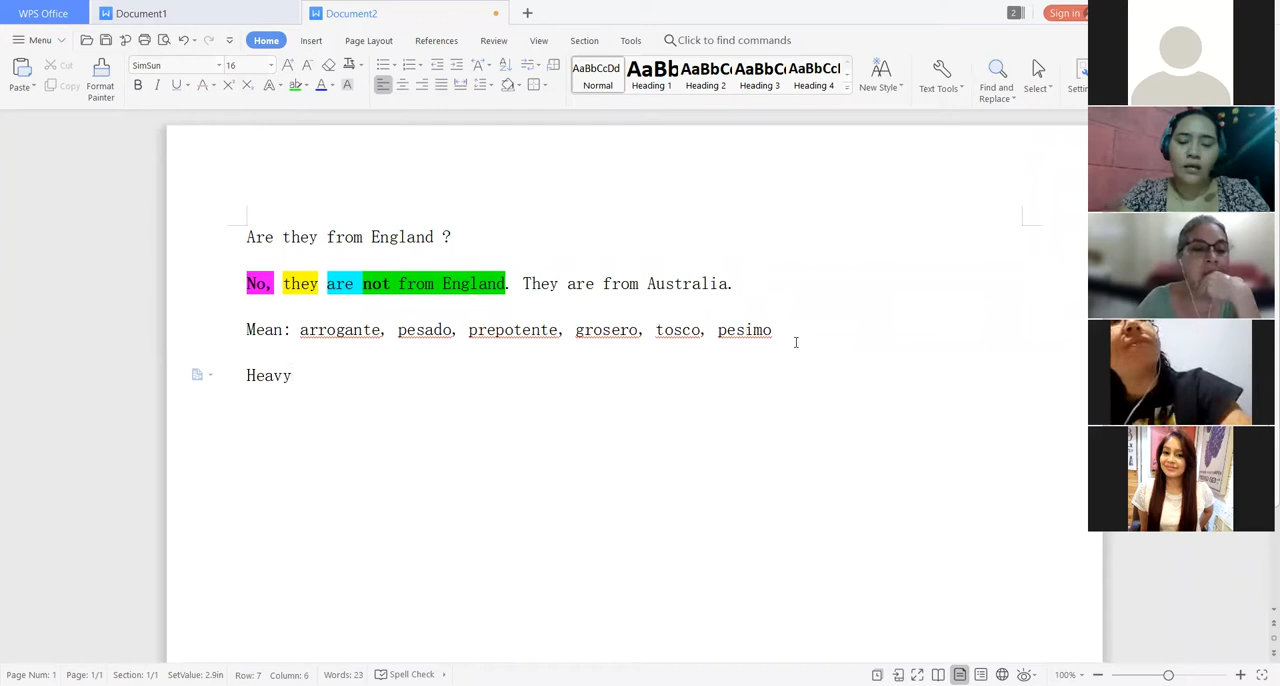 WPS Office
Document1
Document2
2
Sign in
Menu
Home
Insert
Page Layout
References
Review
View
Section
Tools
Click to find commands
Paste
Cut
Copy
Format
Painter
SimSun
16
AaBbCcDd
Normal
AaBb
Heading 1
AaBbC
Heading 2
AaBbC
Heading 3
AaBbCcI
Heading 4
New Style
Text Tools
Find and
Replace
Select
Are they from England ?
No, they are not from England. They are from Australia.
Mean: arrogante, pesado, prepotente, grosero, tosco, pesimo
Heavy
Page Num: 1
Page: 1/1
Section: 1/1
SetValue: 2.9in
Row: 7
Column: 6
Words: 23
Spell Check
100%